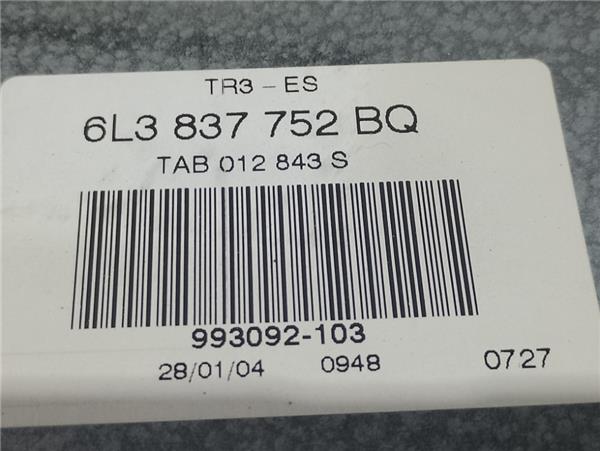 TR3 - ES
6L3 837 752 BQ
TAB 012 843 S
993092-103
28/01/04 0948 0727